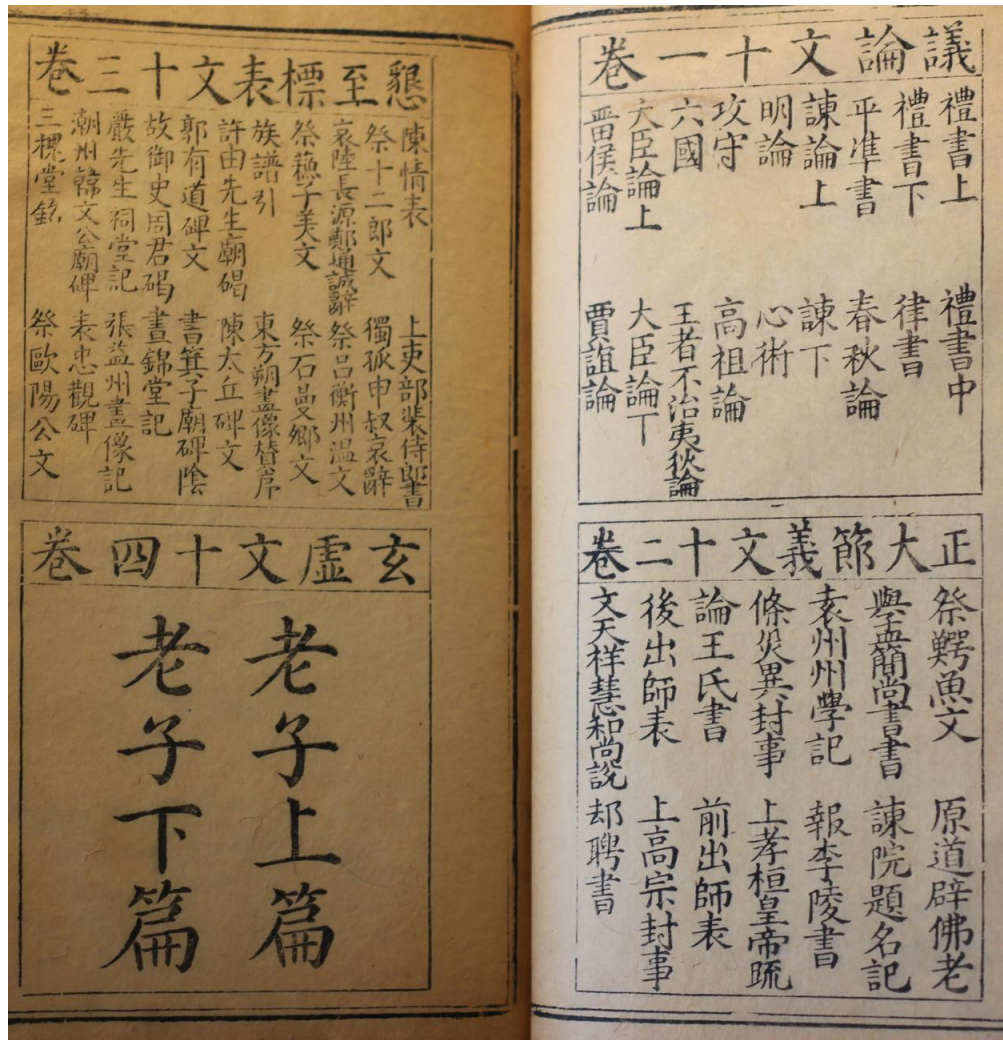 議論文十一卷
禮書上
禮書中
禮書下
律書
平準書
春秋論
諫論上
諫下
明論
心術
攻守
高祖論
六國
王者不治夷狄論
大臣論上
大臣論下
畱侯論
賈誼論
正大節義文十二卷
祭鱷魚文
原道辟佛老
與孟簡尚書書
諫院題名記
袁州州學記
報李陵書
條災異封事
上孝桓皇帝疏
論王氏書
前出師表
後出師表
上高宗封事
文天祥慧和尚說
却聘書
懇至標表文十三卷
陳情表
上吏部裴侍郎書
祭十二郎文
獨孤申叔哀辭
哀陸長源鄭通誠辭
祭呂衡州溫文
祭蘓子美文
祭石曼卿文
族譜引
東方朔畫像賛序
許由先生廟碣
陳太丘碑文
郭有道碑文
書箕子廟碑陰
故御史周君碣
晝錦堂記
嚴先生祠堂記
張益州畫像記
潮州韓文公廟碑
表忠觀碑
三槐堂銘
祭歐陽公文
玄虛文十四卷
老子上篇
老子下篇